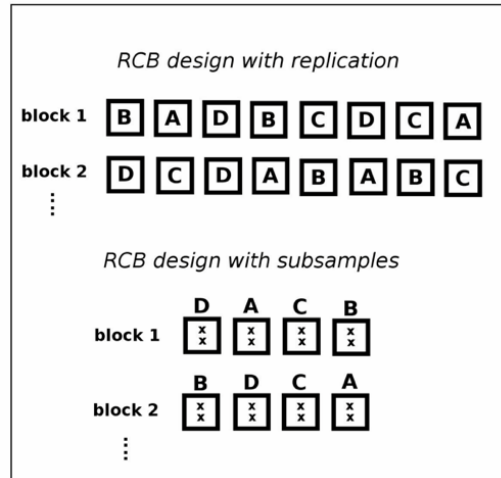 RCB design with replication
block 1 B A D B C D C A
block 2 D C D A B A B C
RCB design with subsamples
D A C B
block 1 x x x x
x x x x
B D C A
block 2 x x x x
x x x x